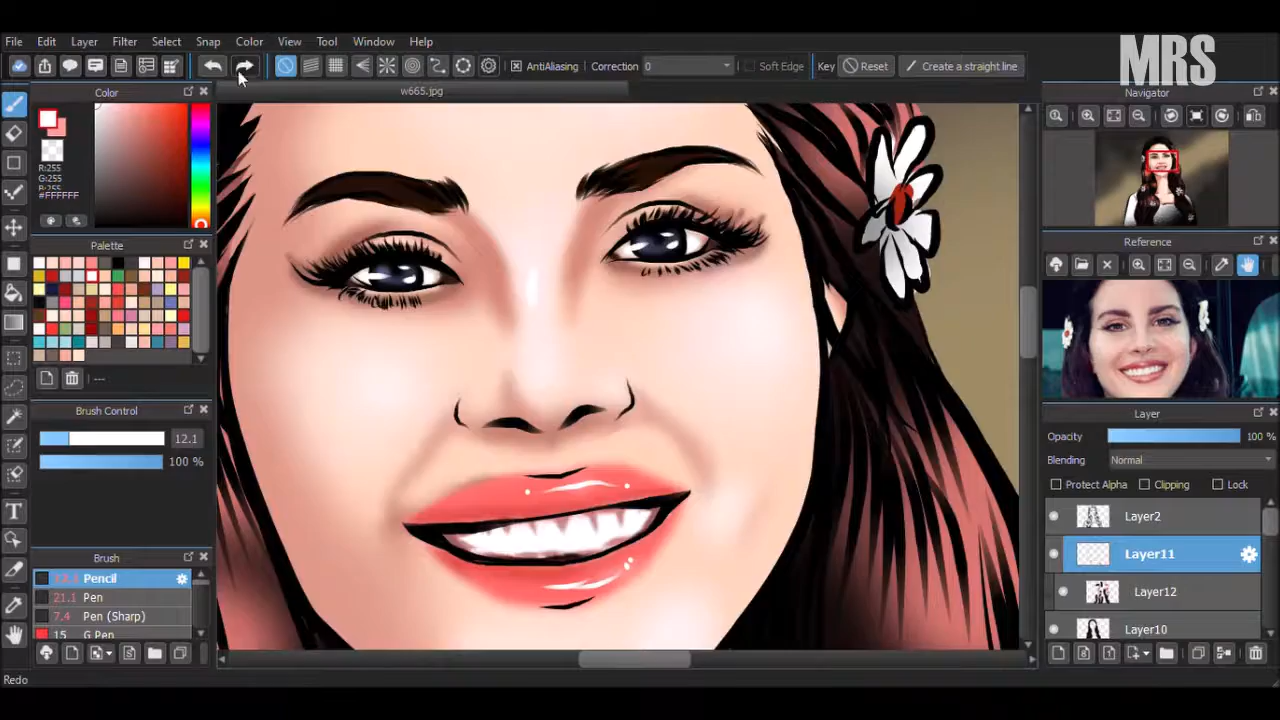 File Edit Layer Filter Select Snap Color View Tool Window Help
MRS
AntiAliasing Correction 0 Soft Edge Key Reset Create a straight line
Color
w665.jpg
Navigator
R:255
G:255
B:255
#FFFFFF
Palette
---
Brush Control
12.1
100 %
Brush
Pencil
21.1 Pen
7.4 Pen (Sharp)
15 G Pen
Reference
Layer
Opacity 100 %
Blending Normal
Protect Alpha Clipping Lock
Layer2
Layer11
Layer12
Layer10
Redo